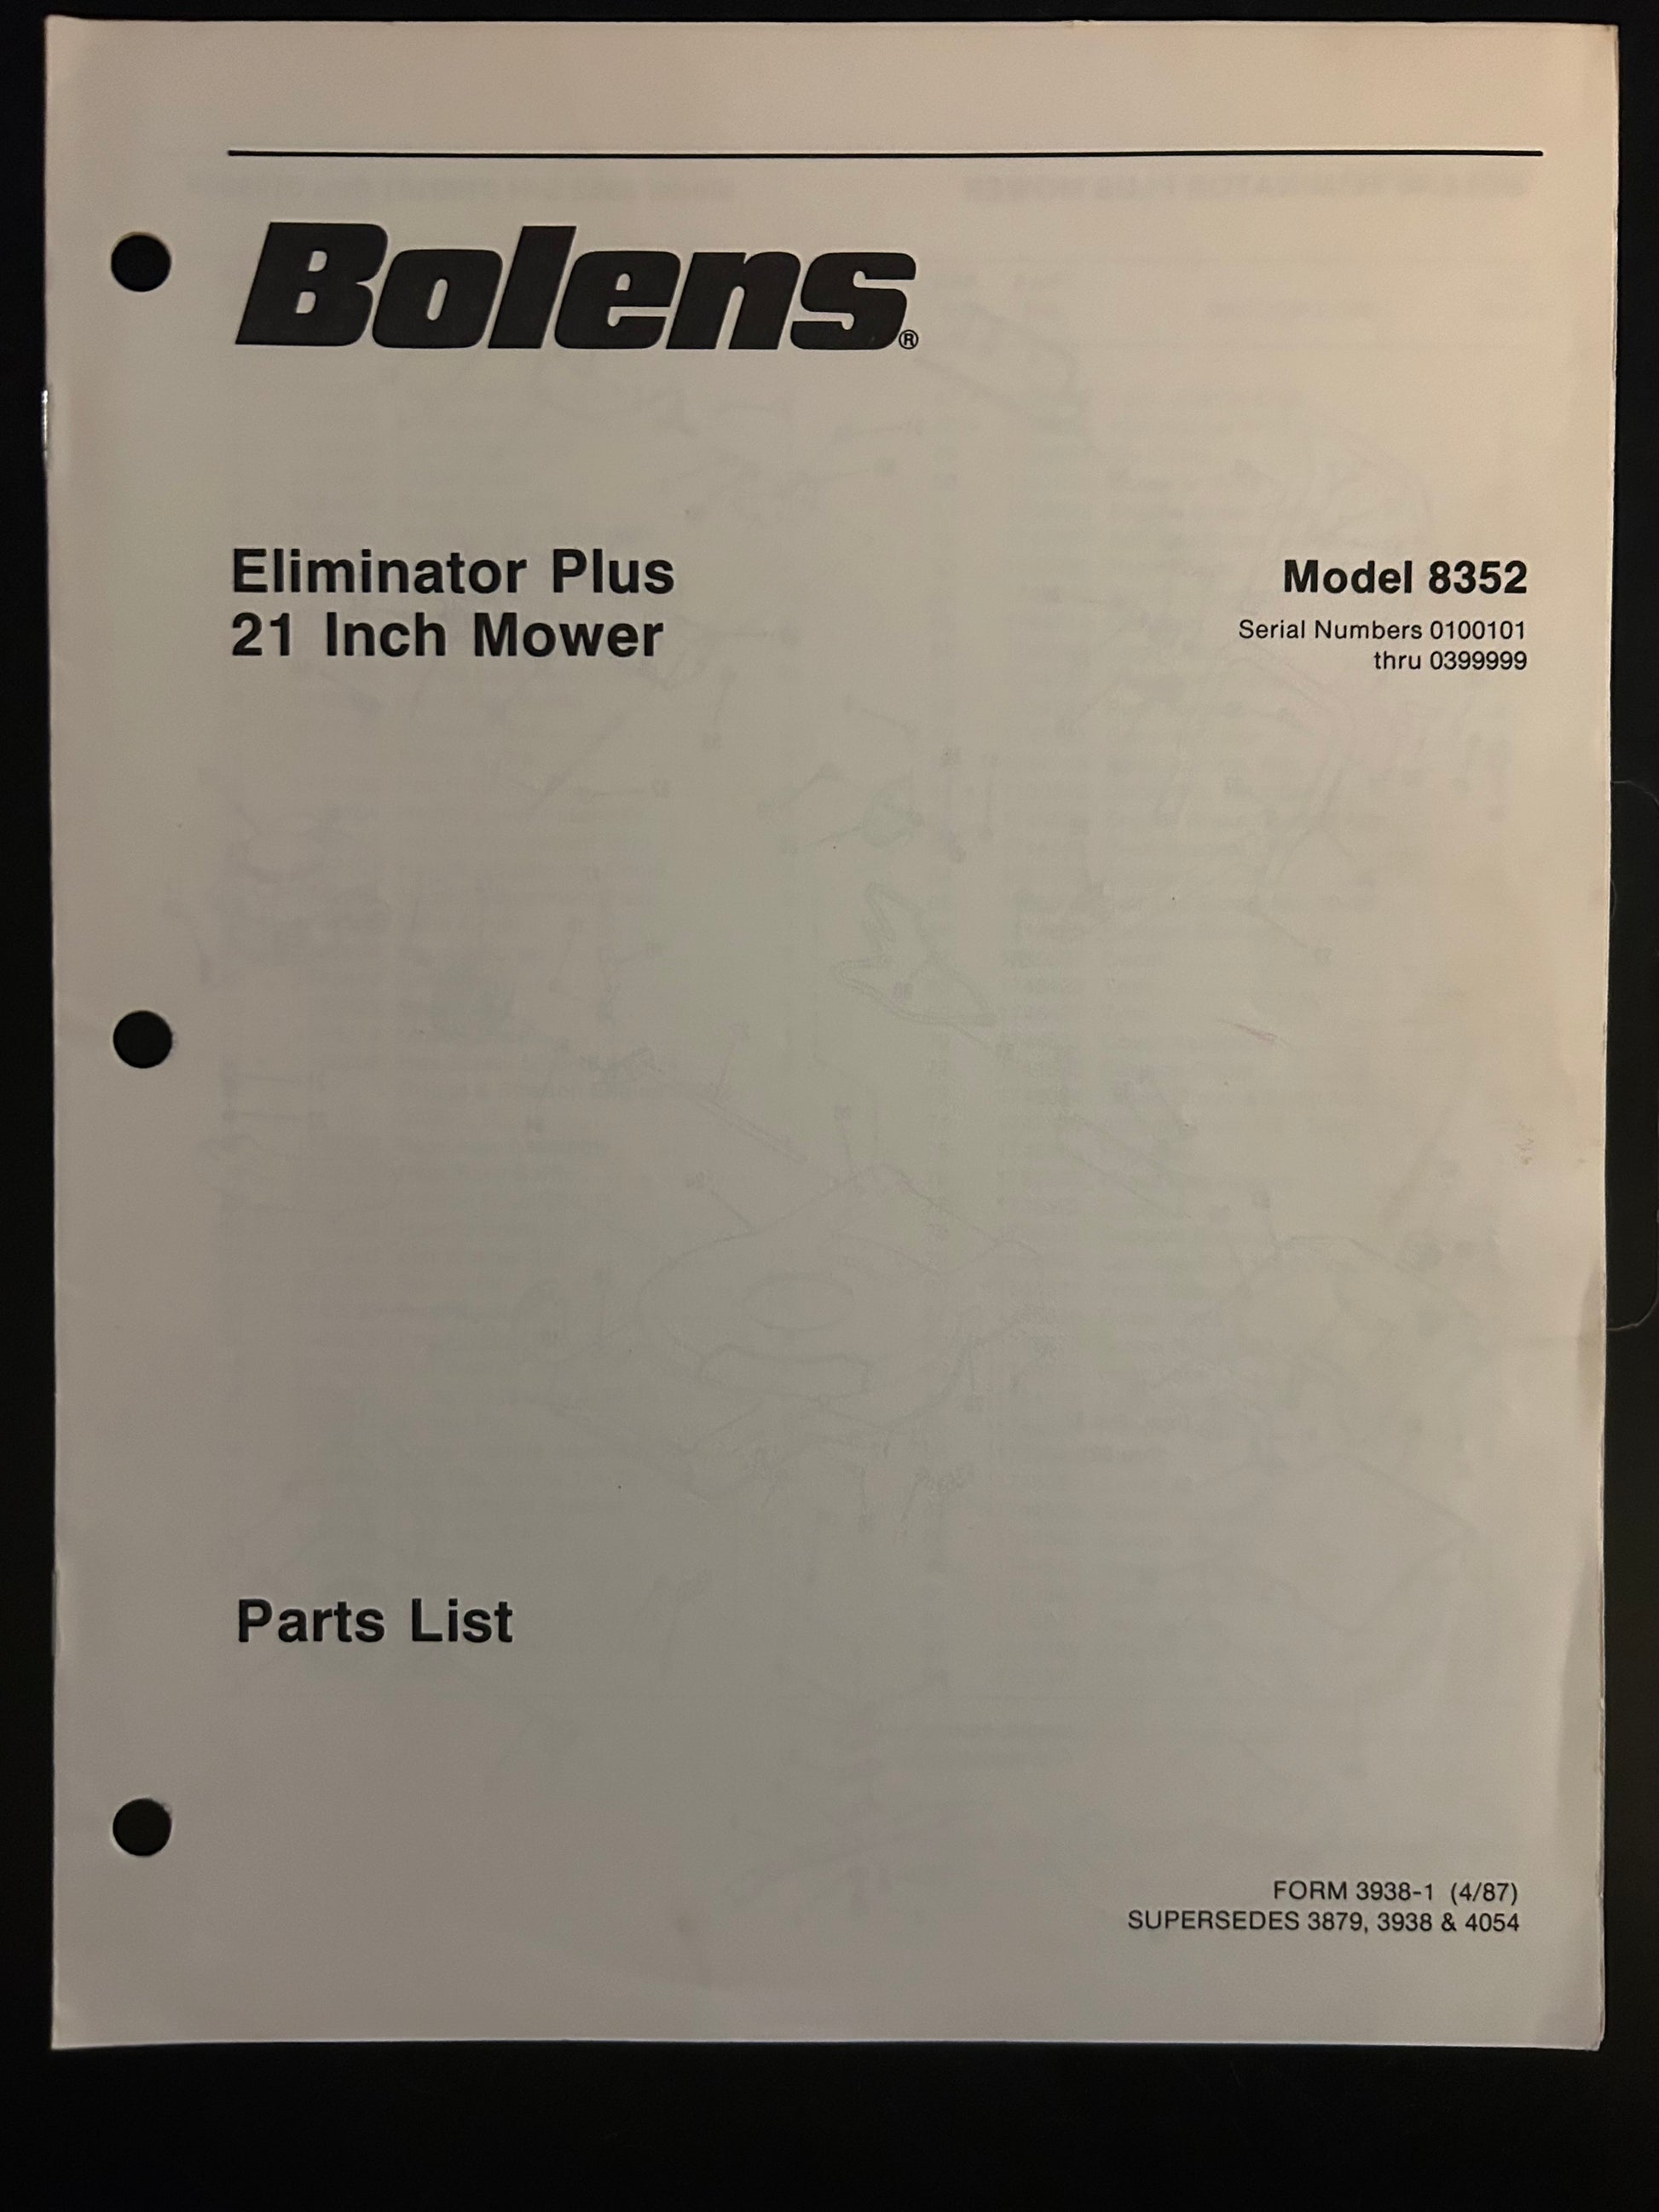 Bolens®
Eliminator Plus
21 Inch Mower
Model 8352
Serial Numbers 0100101
thru 0399999
Parts List
FORM 3938-1 (4/87)
SUPERSEDES 3879, 3938 & 4054